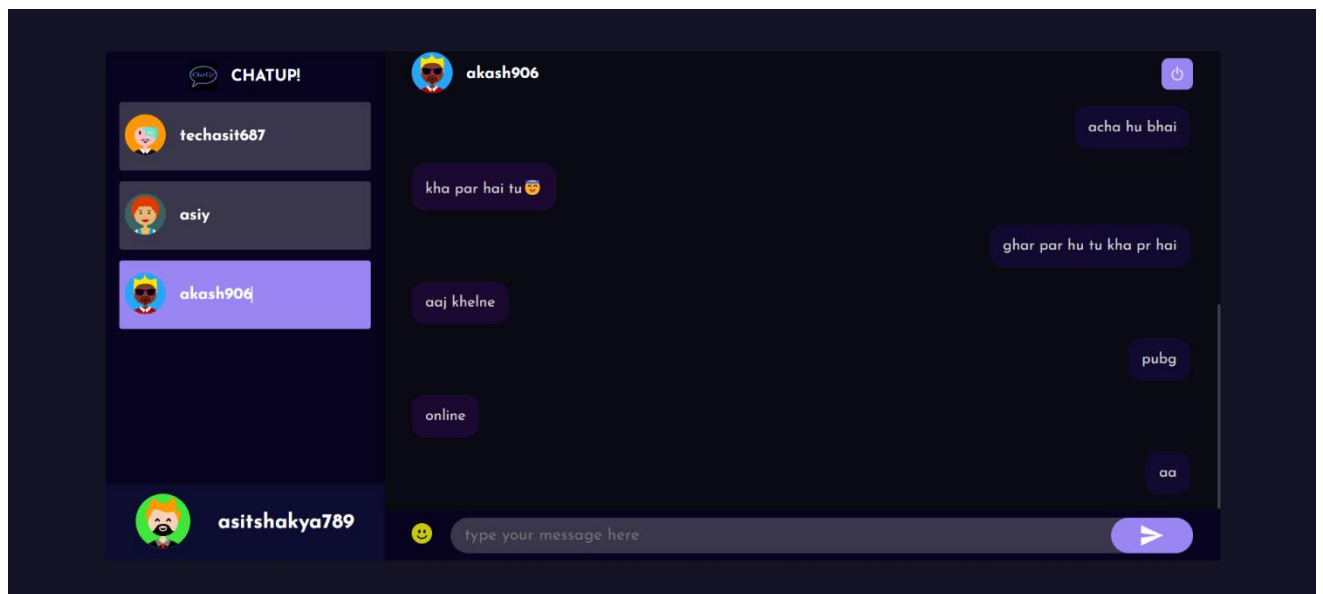 CHATUP!
techasit687
asiy
akash906
asitshakya789
akash906
acha hu bhai
kha par hai tu😇
ghar par hu tu kha pr hai
aaj khelne
pubg
online
aa
type your message here